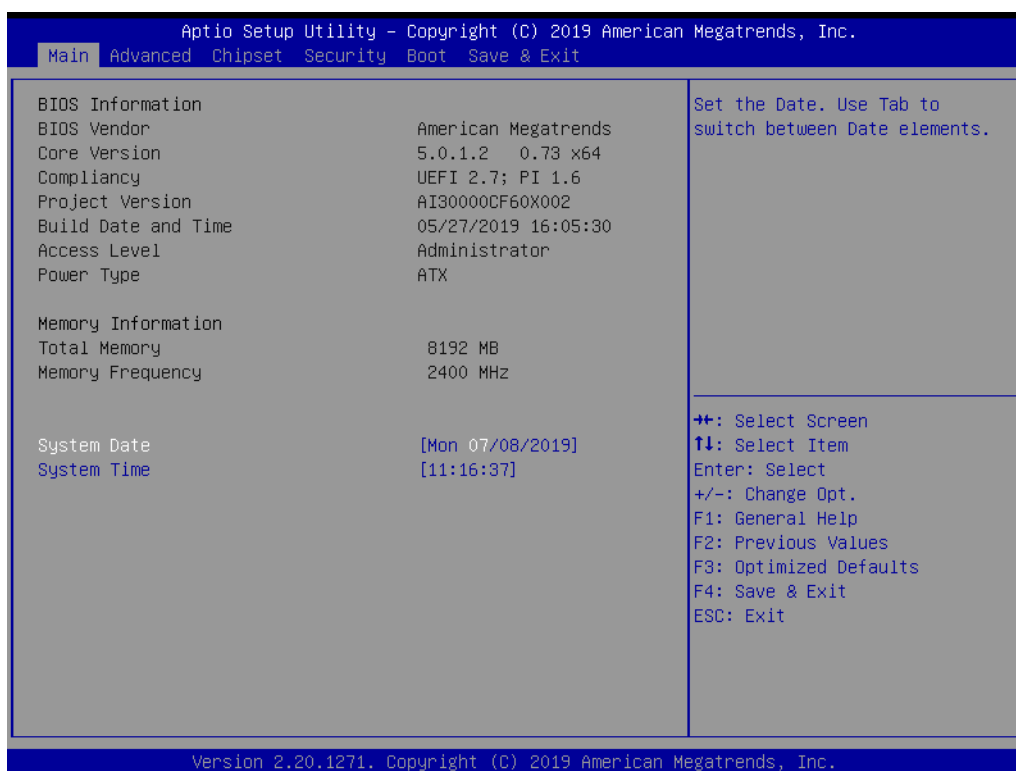 Aptio Setup Utility – Copyright (C) 2019 American Megatrends, Inc.
Main Advanced Chipset Security Boot Save & Exit
BIOS Information
BIOS Vendor American Megatrends
Core Version 5.0.1.2 0.73 x64
Compliancy UEFI 2.7; PI 1.6
Project Version AI30000CF60X002
Build Date and Time 05/27/2019 16:05:30
Access Level Administrator
Power Type ATX
Memory Information
Total Memory 8192 MB
Memory Frequency 2400 MHz
System Date [Mon 07/08/2019]
System Time [11:16:37]
Set the Date. Use Tab to
switch between Date elements.
→←: Select Screen
↑↓: Select Item
Enter: Select
+/-: Change Opt.
F1: General Help
F2: Previous Values
F3: Optimized Defaults
F4: Save & Exit
ESC: Exit
Version 2.20.1271. Copyright (C) 2019 American Megatrends, Inc.